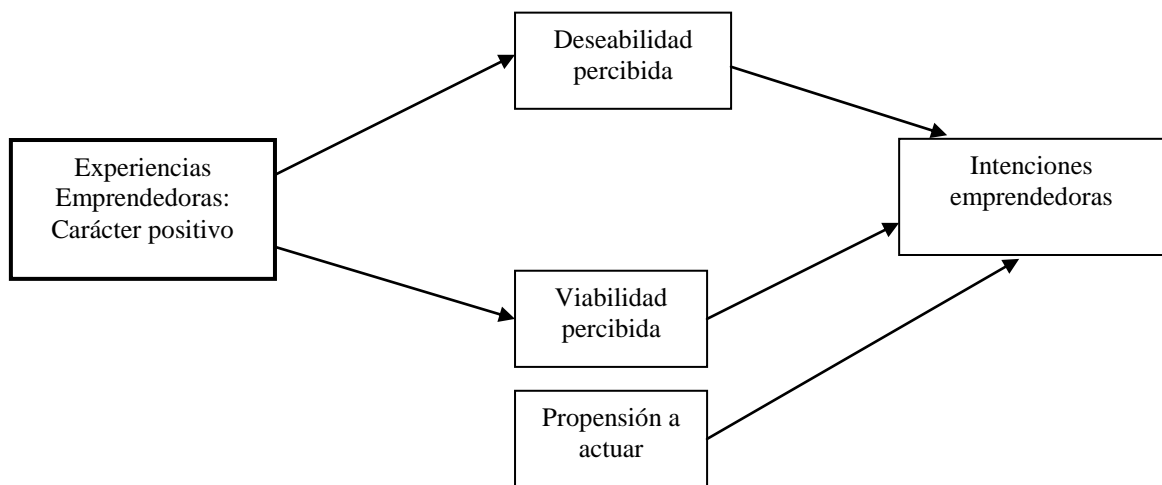 Deseabilidad
percibida
Experiencias
Emprendedoras:
Carácter positivo
Intenciones
emprendedoras
Viabilidad
percibida
Propensión a
actuar